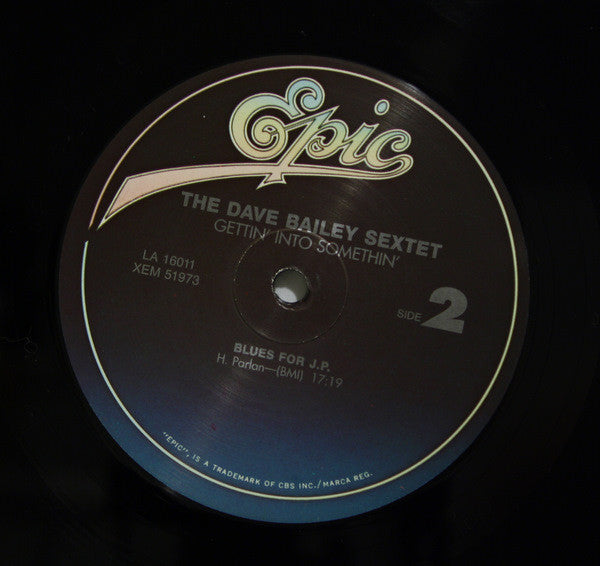 Epic
THE DAVE BAILEY SEXTET
GETTIN' INTO SOMETHIN'
LA 16011
XEM 51973
SIDE 2
BLUES FOR J.P.
H. Parlan—(BMI) 17:19
"EPIC", IS A TRADEMARK OF CBS INC./MARCA REG.